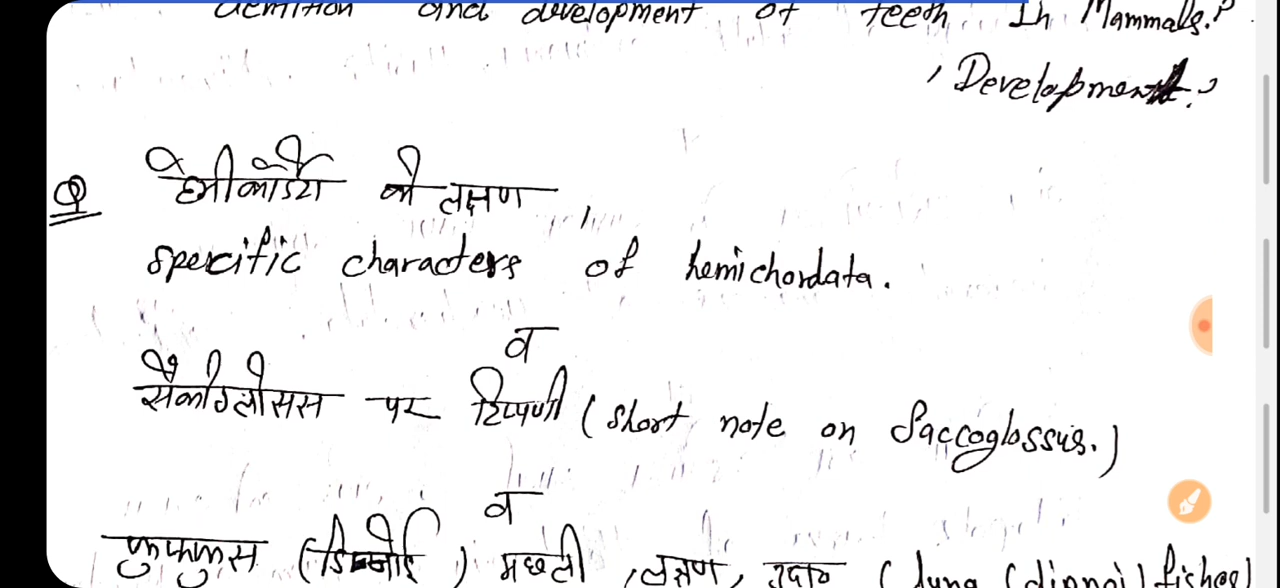 dentition and development of teeth In Mammals.?
, Development.?
Q हेमीकॉर्डेटा के लक्षण,
specific characters of hemichordata.
व
सैकोग्लोसस पर टिप्पणी (short note on Saccoglossus.)
व
फुफ्फुस (डिप्नोई) मछली, लक्षण, उदा० (lung (dipnoi) fishes)